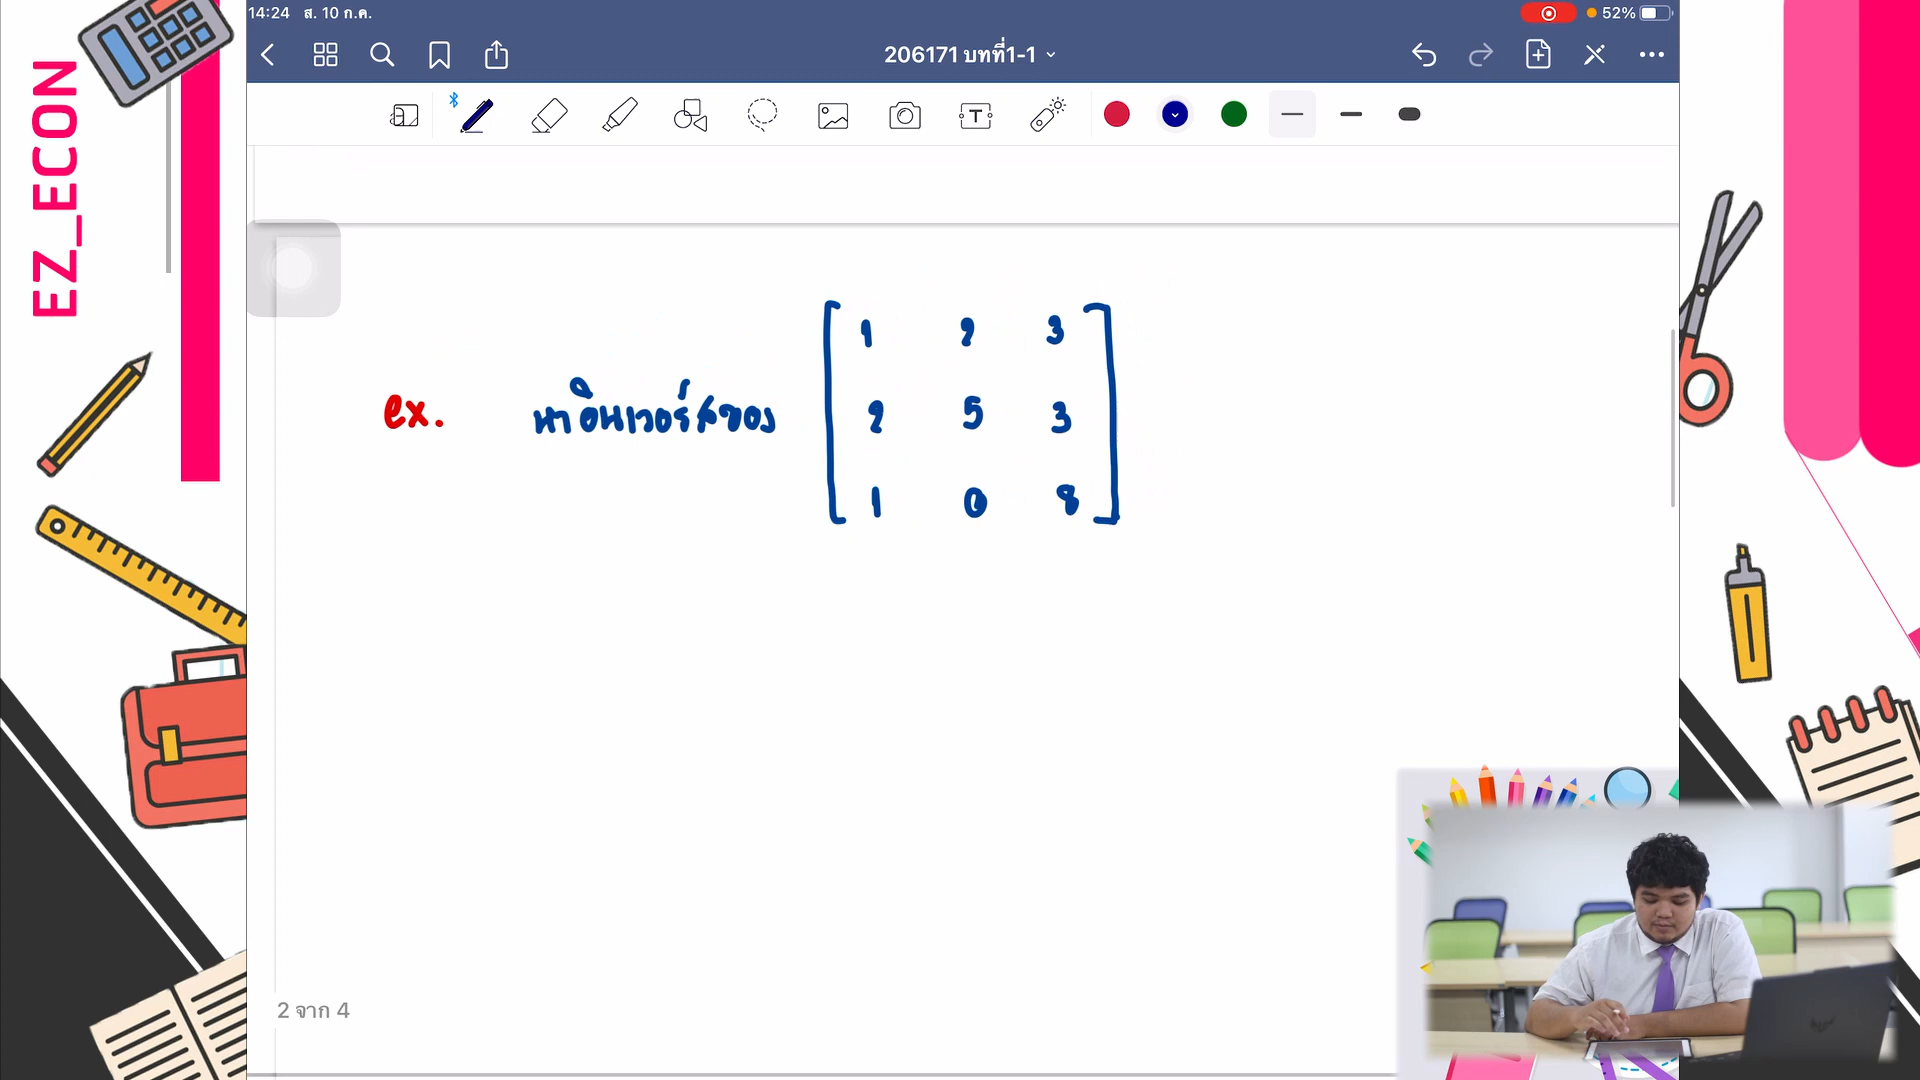 14:24 ส. 10 ก.ค.
52%
206171 บทที่1-1
EZ_ECON
T
1 2 3
ex. หาอินเวอร์สของ 2 5 3
1 0 8
2 จาก 4